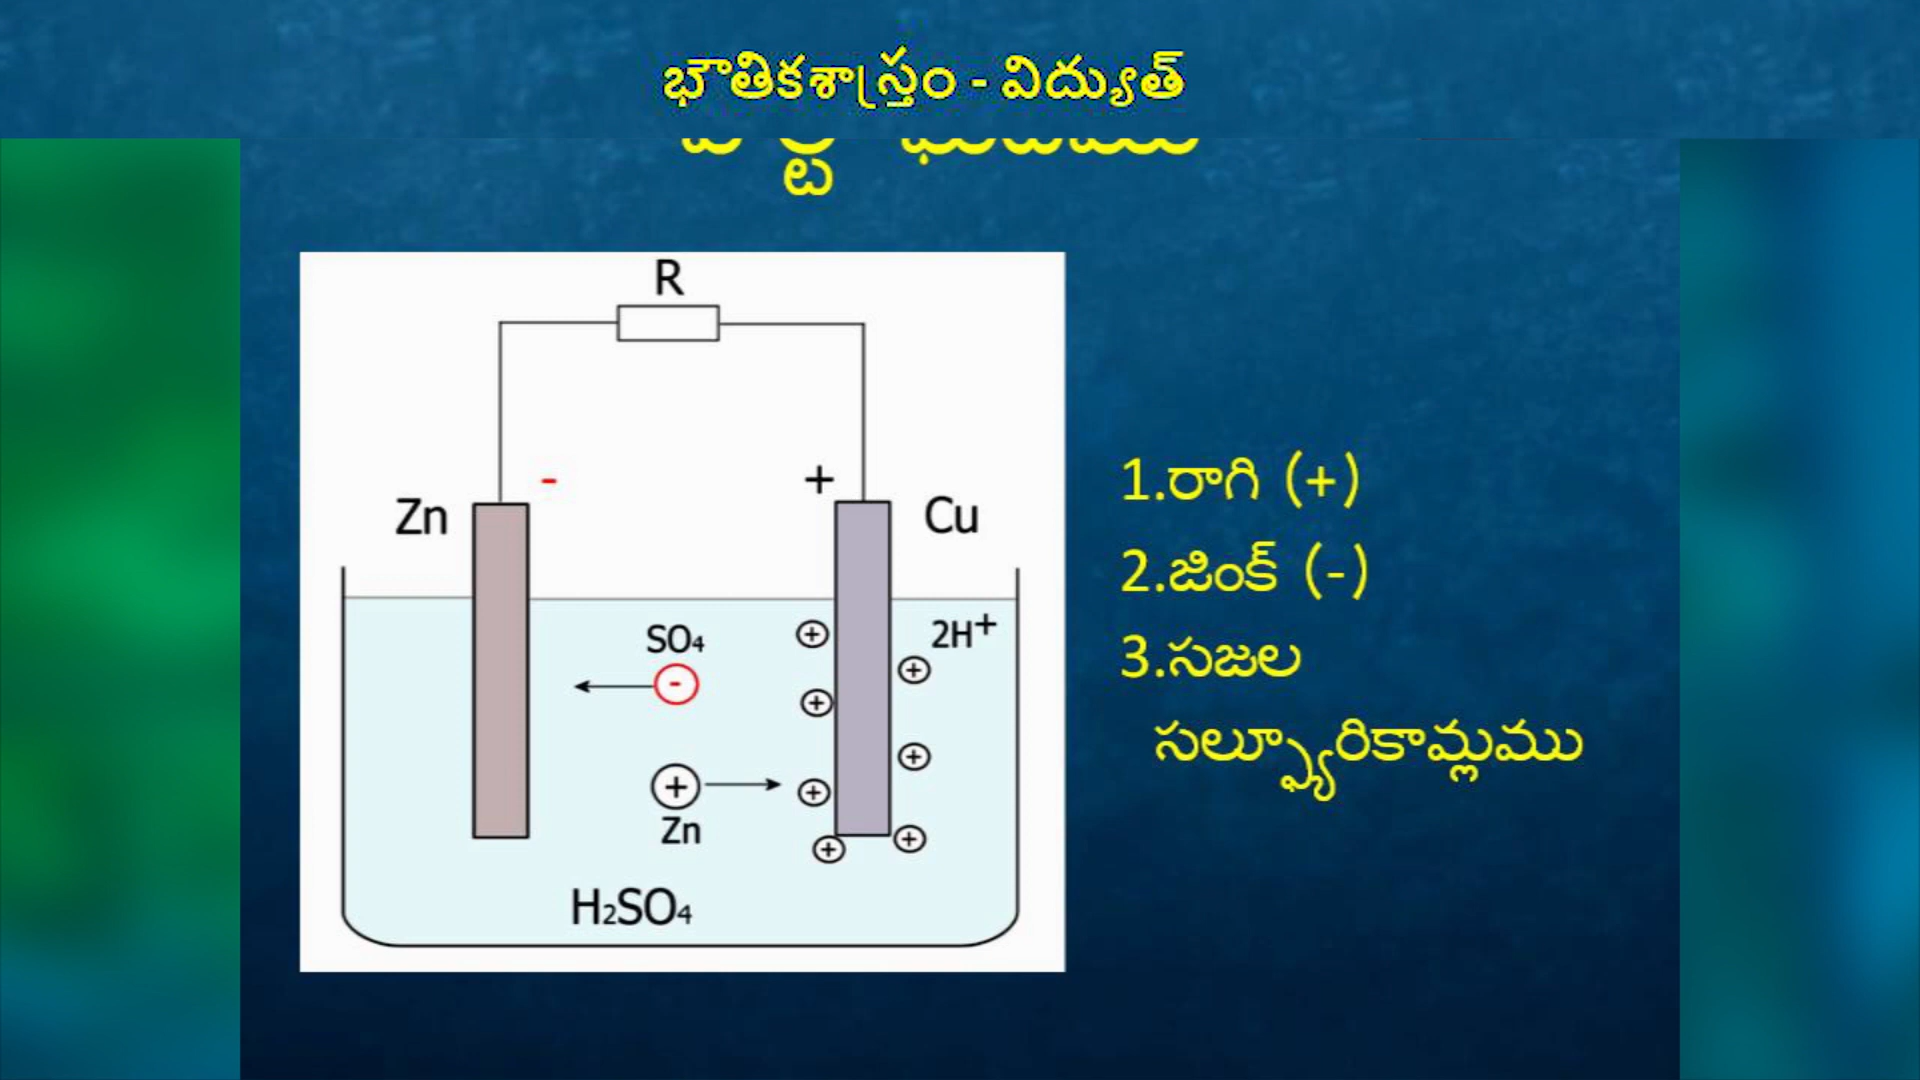 భౌతికశాస్త్రం - విద్యుత్
R
-
+
Zn
Cu
SO₄
2H⁺
-
+
Zn
H₂SO₄
1.రాగి (+)
2.జింక్ (-)
3.సజల
సల్ఫ్యూరికామ్లము